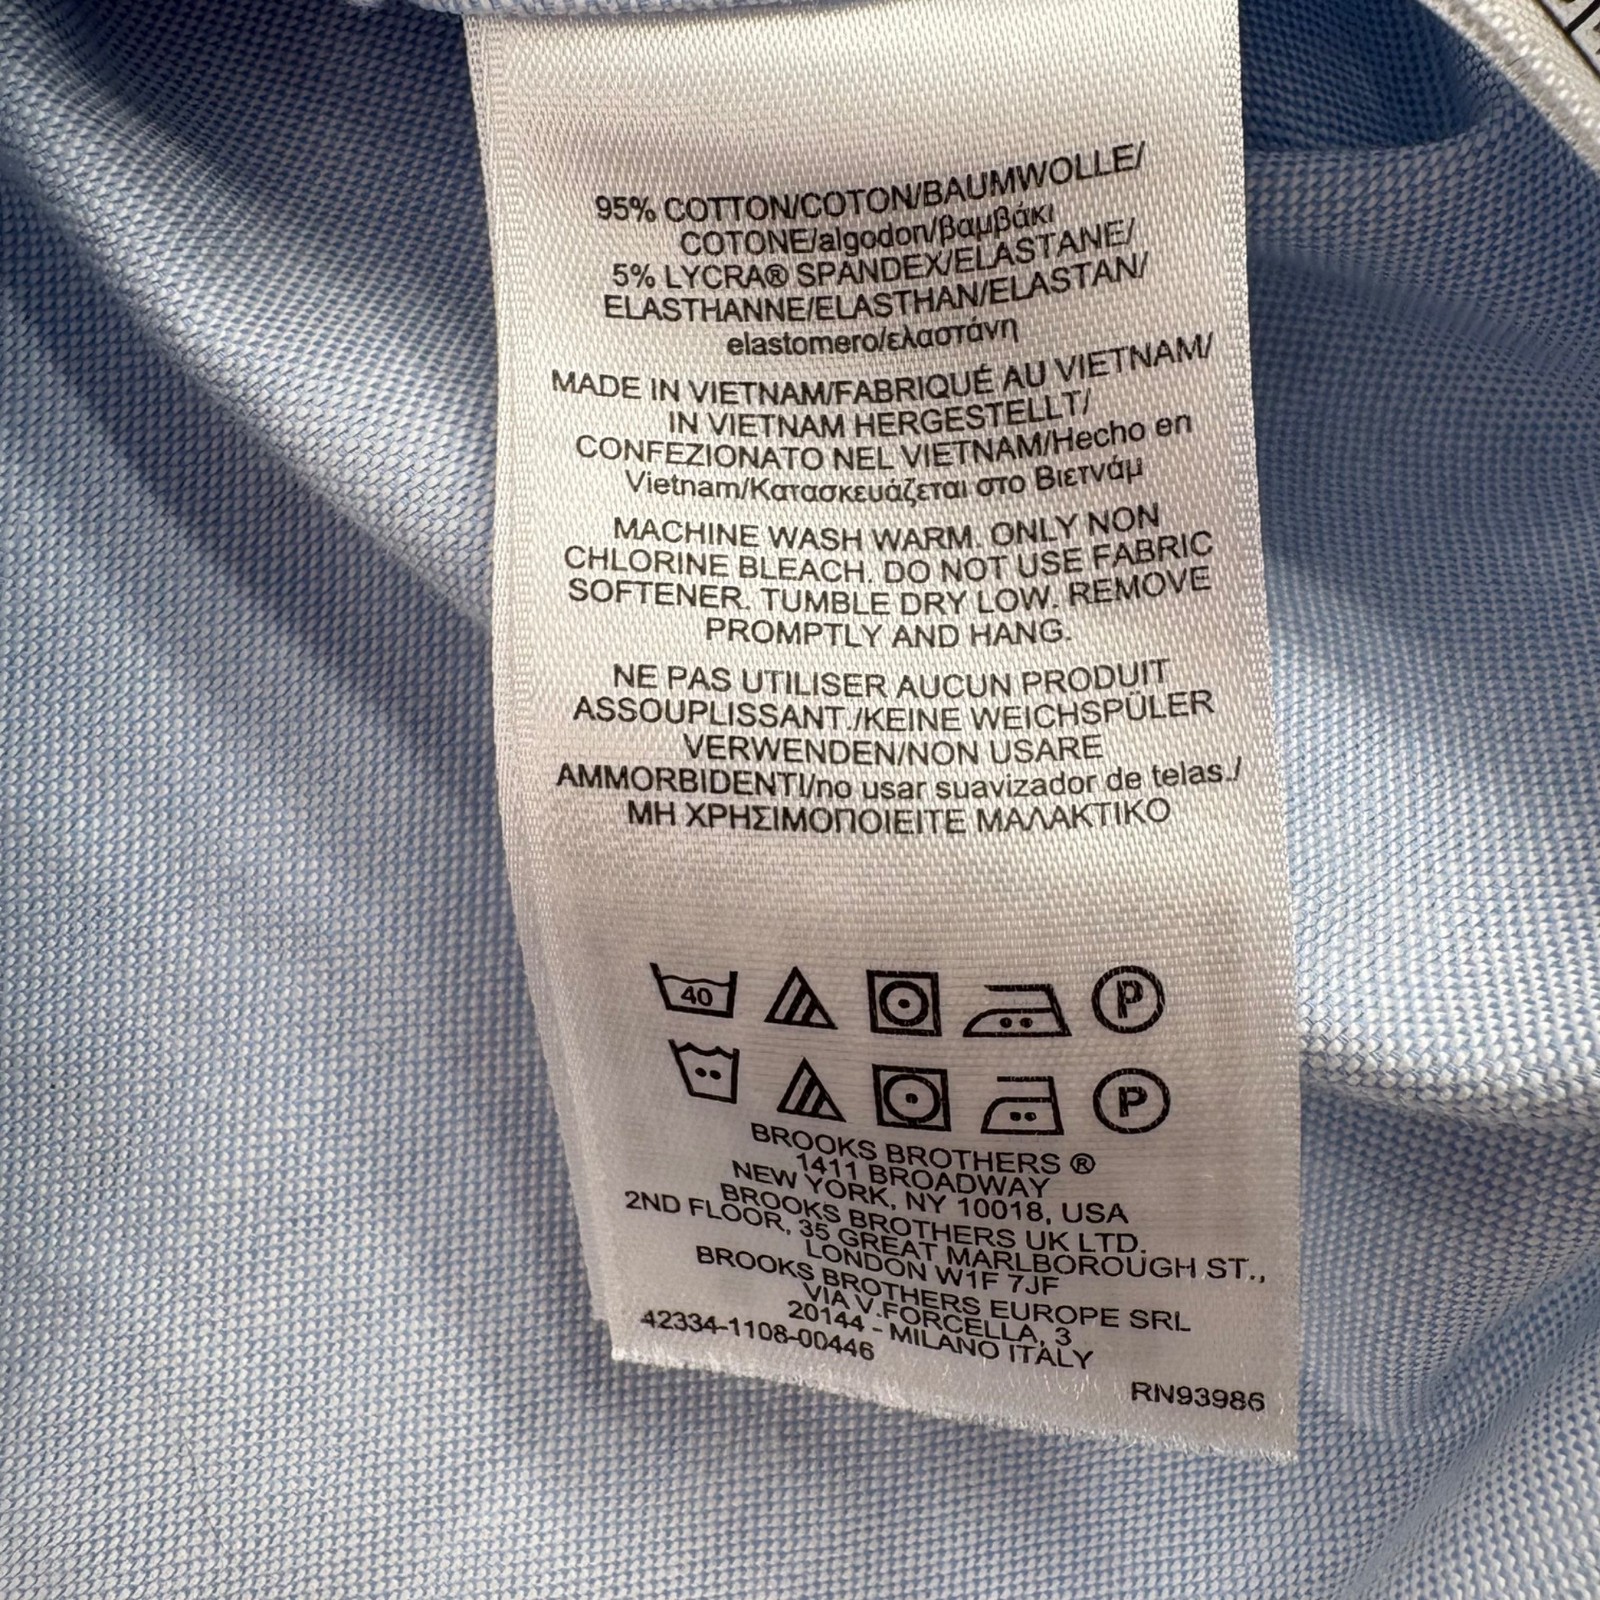 95% COTTON/COTON/BAUMWOLLE/
COTONE/algodon/βαμβάκι
5% LYCRA® SPANDEX/ELASTANE/
ELASTHANNE/ELASTHAN/ELASTAN/
elastomero/ελαστάνη
MADE IN VIETNAM/FABRIQUÉ AU VIETNAM/
IN VIETNAM HERGESTELLT/
CONFEZIONATO NEL VIETNAM/Hecho en
Vietnam/Κατασκευάζεται στο Βιετνάμ
MACHINE WASH WARM. ONLY NON
CHLORINE BLEACH. DO NOT USE FABRIC
SOFTENER. TUMBLE DRY LOW. REMOVE
PROMPTLY AND HANG.
NE PAS UTILISER AUCUN PRODUIT
ASSOUPLISSANT./KEINE WEICHSPÜLER
VERWENDEN/NON USARE
AMMORBIDENTI/no usar suavizador de telas./
ΜΗ ΧΡΗΣΙΜΟΠΟΙΕΙΤΕ ΜΑΛΑΚΤΙΚΟ
40 P
P
BROOKS BROTHERS ®
1411 BROADWAY
NEW YORK, NY 10018, USA
BROOKS BROTHERS UK LTD.
2ND FLOOR, 35 GREAT MARLBOROUGH ST.,
LONDON W1F 7JF
BROOKS BROTHERS EUROPE SRL
VIA V.FORCELLA, 3
20144 - MILANO ITALY
42334-1108-00446
RN93986